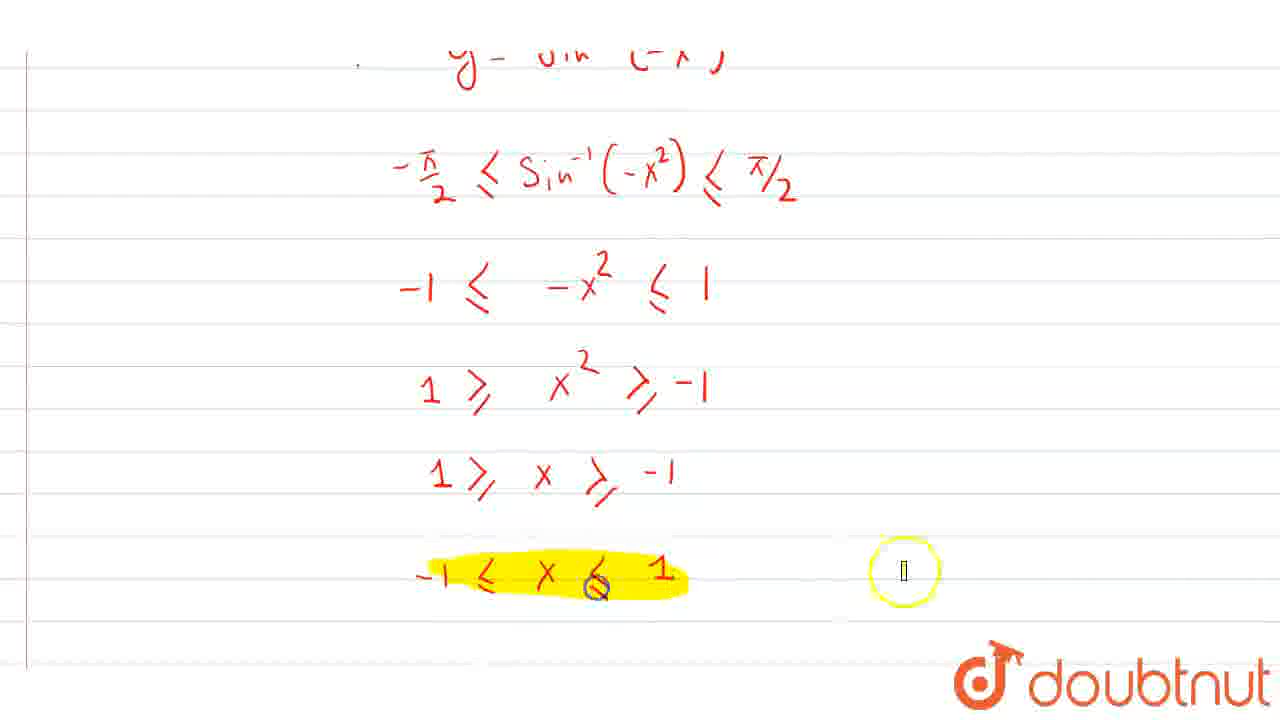 y =
-π/2 ≤ Sin⁻¹(-x²) ≤ π/2
-1 ≤ -x² ≤ 1
1 ≥ x² ≥ -1
1 ≥ x ≥ -1
-1 ≤ x ≤ 1
doubtnut